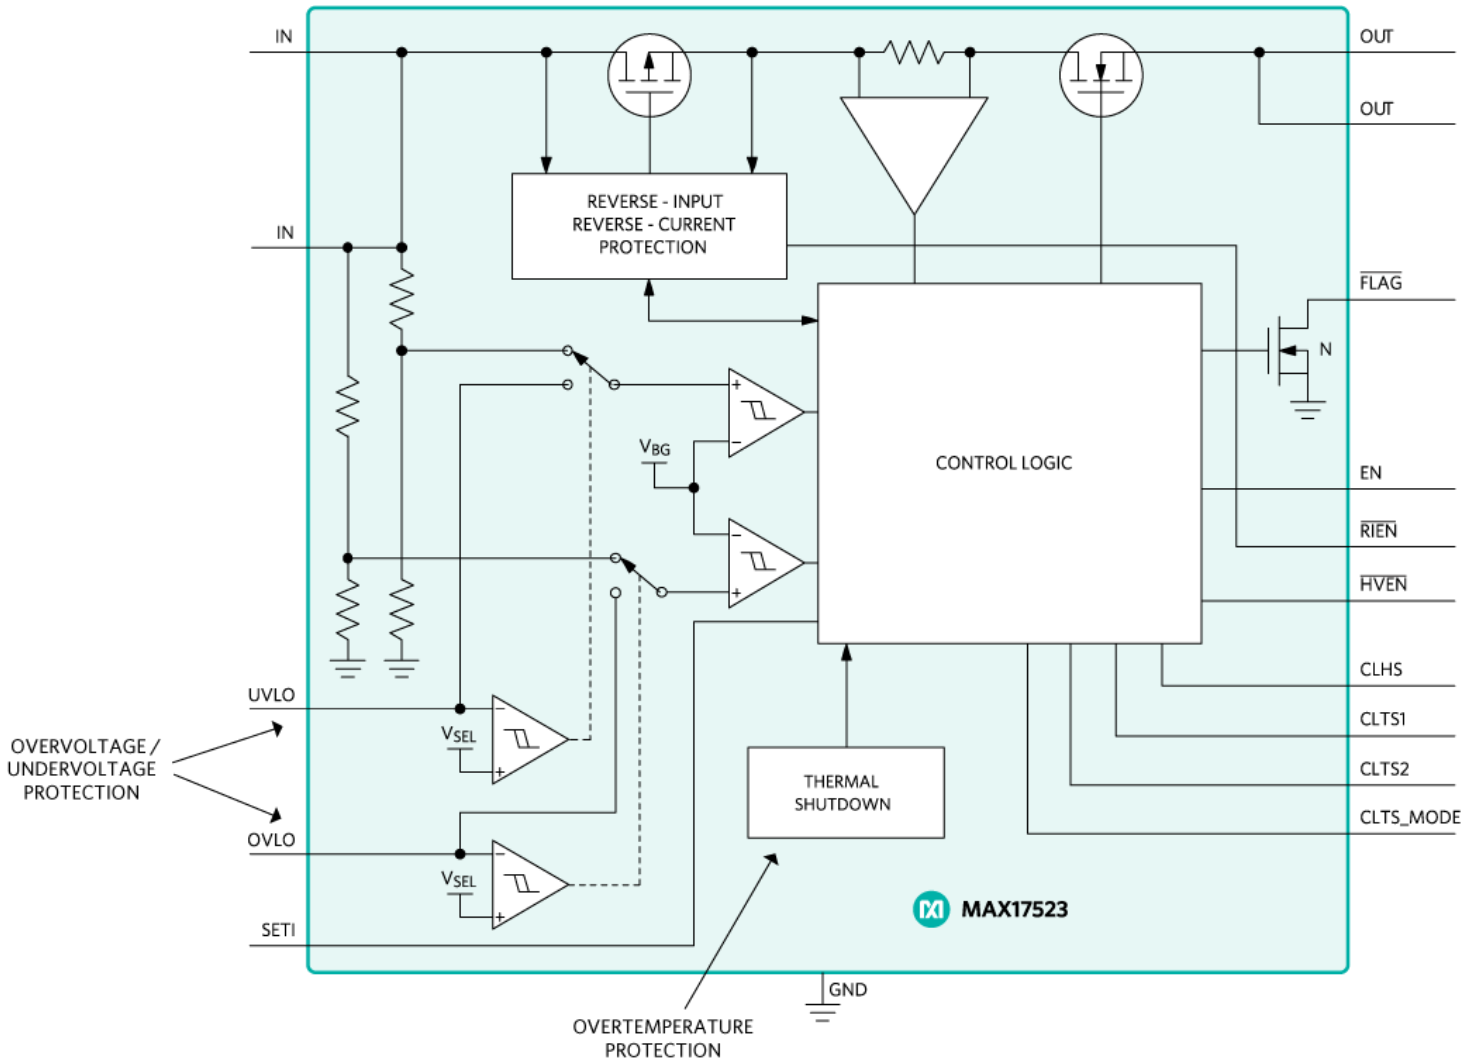 IN
OUT
OUT
REVERSE - INPUT
REVERSE - CURRENT
PROTECTION
IN
FLAG
N
+
−
VBG
CONTROL LOGIC
EN
−
+
RIEN
HVEN
UVLO
−
VSEL
+
CLHS
CLTS1
OVERVOLTAGE /
UNDERVOLTAGE
PROTECTION
THERMAL
SHUTDOWN
CLTS2
CLTS_MODE
OVLO
−
VSEL
+
MAX17523
SETI
GND
OVERTEMPERATURE
PROTECTION